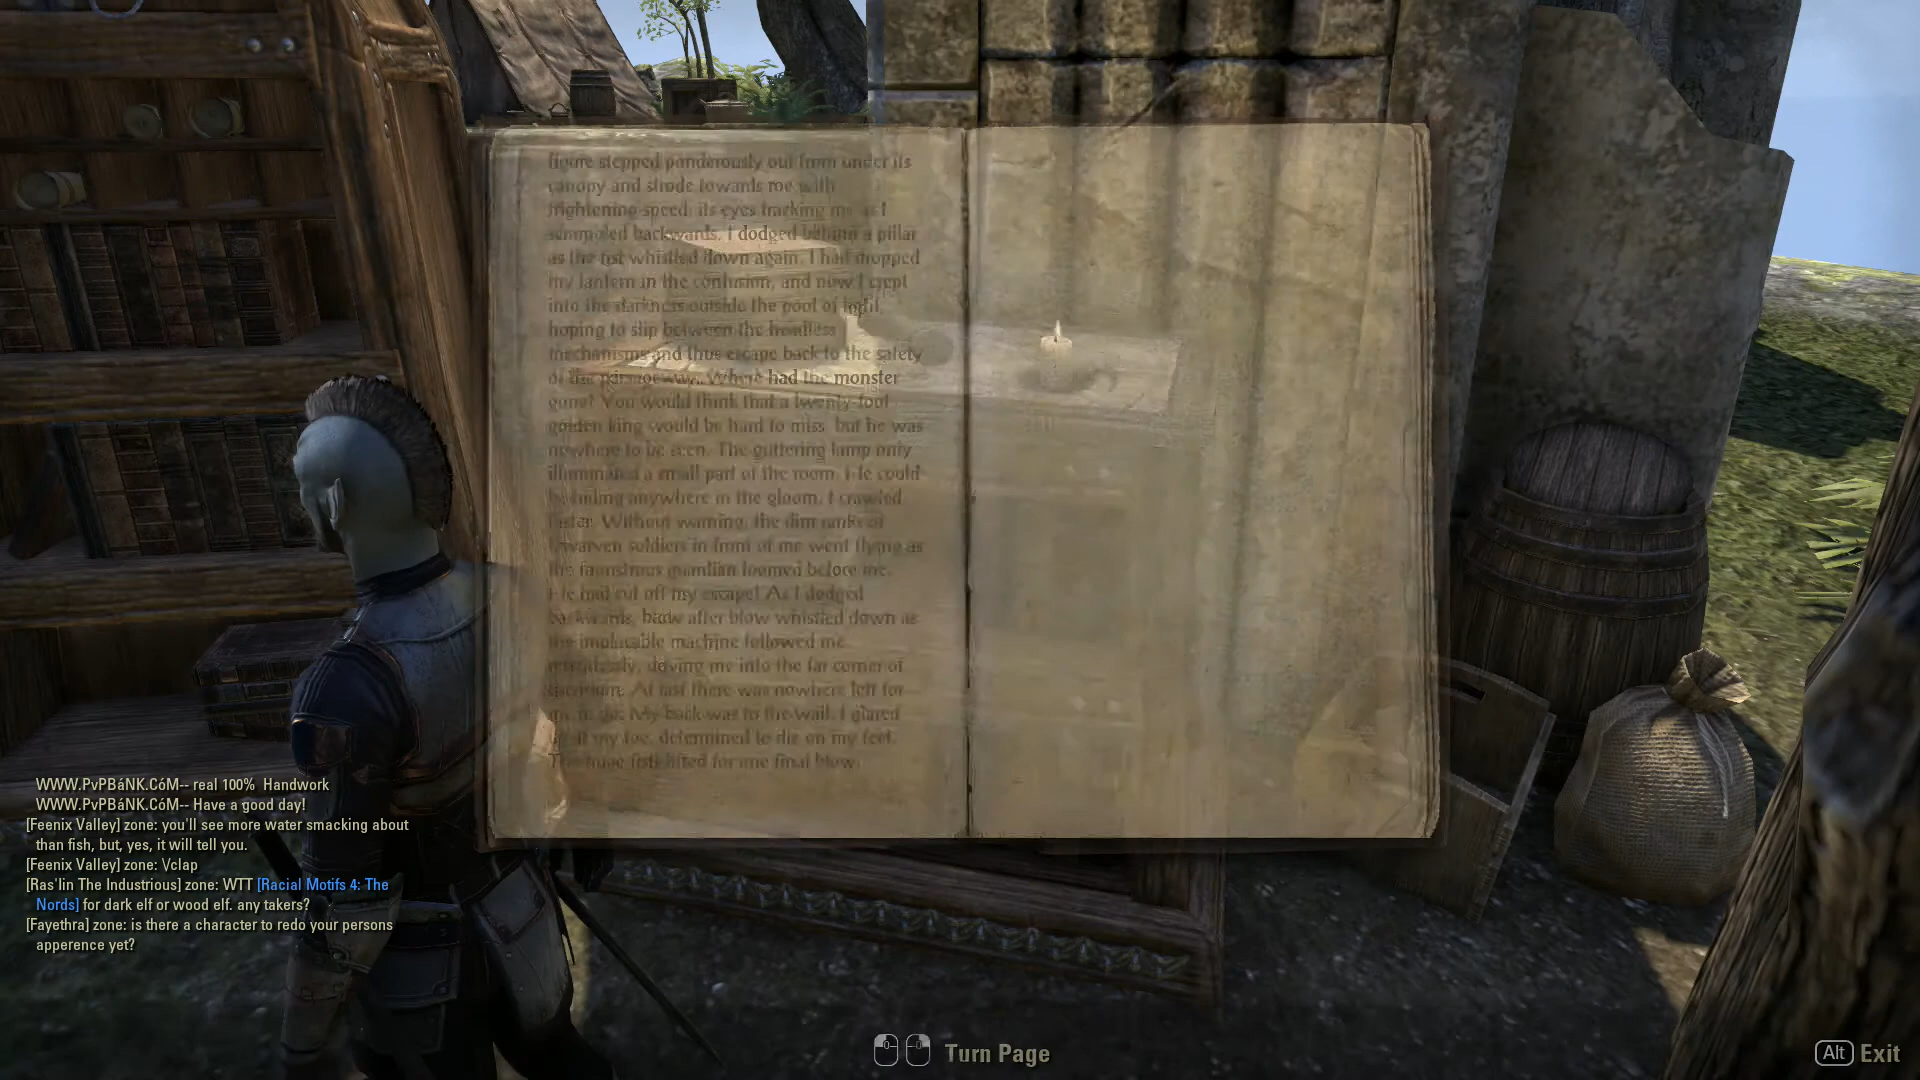 figure stepped ponderously out from under its
canopy and strode towards me with
frightening speed, its eyes tracking me as I
scrambled backwards. I dodged behind a pillar
as the fist whistled down again. I had dropped
my lantern in the confusion, and now I crept
into the darkness outside the pool of light,
hoping to slip between the headless
mechanisms and thus escape back to the safety
of the passageway. Where had the monster
gone? You would think that a twenty-foot
golden king would be hard to miss, but he was
nowhere to be seen. The guttering lamp only
illuminated a small part of the room. He could
be hiding anywhere in the gloom. I crawled
faster. Without warning, the dim ranks of
Dwarven soldiers in front of me went flying as
the monstrous guardian loomed before me.
He had cut off my escape! As I dodged
backwards, blow after blow whistled down as
the implacable machine followed me
relentlessly, driving me into the far corner of
the room. At last there was nowhere left for
me to go. My back was to the wall. I glared
up at my foe, determined to die on my feet.
The huge fists lifted for one final blow.
WWW.PvPBáNK.CóM-- real 100% Handwork
WWW.PvPBáNK.CóM-- Have a good day!
[Feenix Valley] zone: you'll see more water smacking about
than fish, but, yes, it will tell you.
[Feenix Valley] zone: \/clap
[Ras'lin The Industrious] zone: WTT [Racial Motifs 4: The
Nords] for dark elf or wood elf. any takers?
[Fayethra] zone: is there a character to redo your persons
apperence yet?
Turn Page
Alt Exit